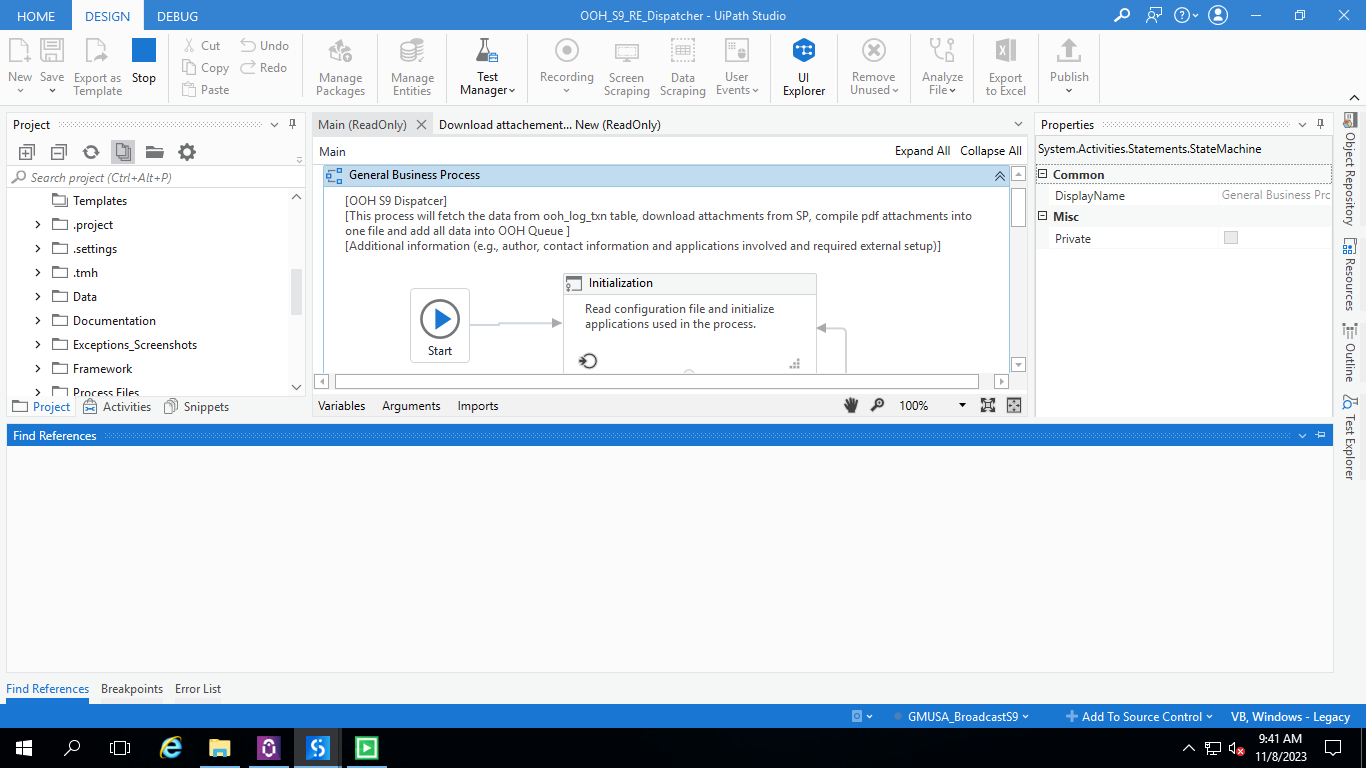 HOME DESIGN DEBUG OOH_S9_RE_Dispatcher - UiPath Studio
New Save Export as Template Stop
Cut Undo
Copy Redo
Paste
Manage Packages
Manage Entities
Test Manager
Recording
Screen Scraping
Data Scraping
User Events
UI Explorer
Remove Unused
Analyze File
Export to Excel
Publish
Project
Search project (Ctrl+Alt+P)
Templates
.project
.settings
.tmh
Data
Documentation
Exceptions_Screenshots
Framework
Process Files
Project Activities Snippets
Main (ReadOnly) Download attachement... New (ReadOnly)
Main Expand All Collapse All
General Business Process
[OOH S9 Dispatcer]
[This process will fetch the data from ooh_log_txn table, download attachments from SP, compile pdf attachments into
one file and add all data into OOH Queue ]
[Additional information (e.g., author, contact information and applications involved and required external setup)]
Initialization
Read configuration file and initialize
applications used in the process.
Start
Variables Arguments Imports 100%
Properties
System.Activities.Statements.StateMachine
Common
DisplayName General Business Prc
Misc
Private
Object Repository
Resources
Outline
Test Explorer
Find References
Find References Breakpoints Error List
GMUSA_BroadcastS9 Add To Source Control VB, Windows - Legacy
9:41 AM
11/8/2023